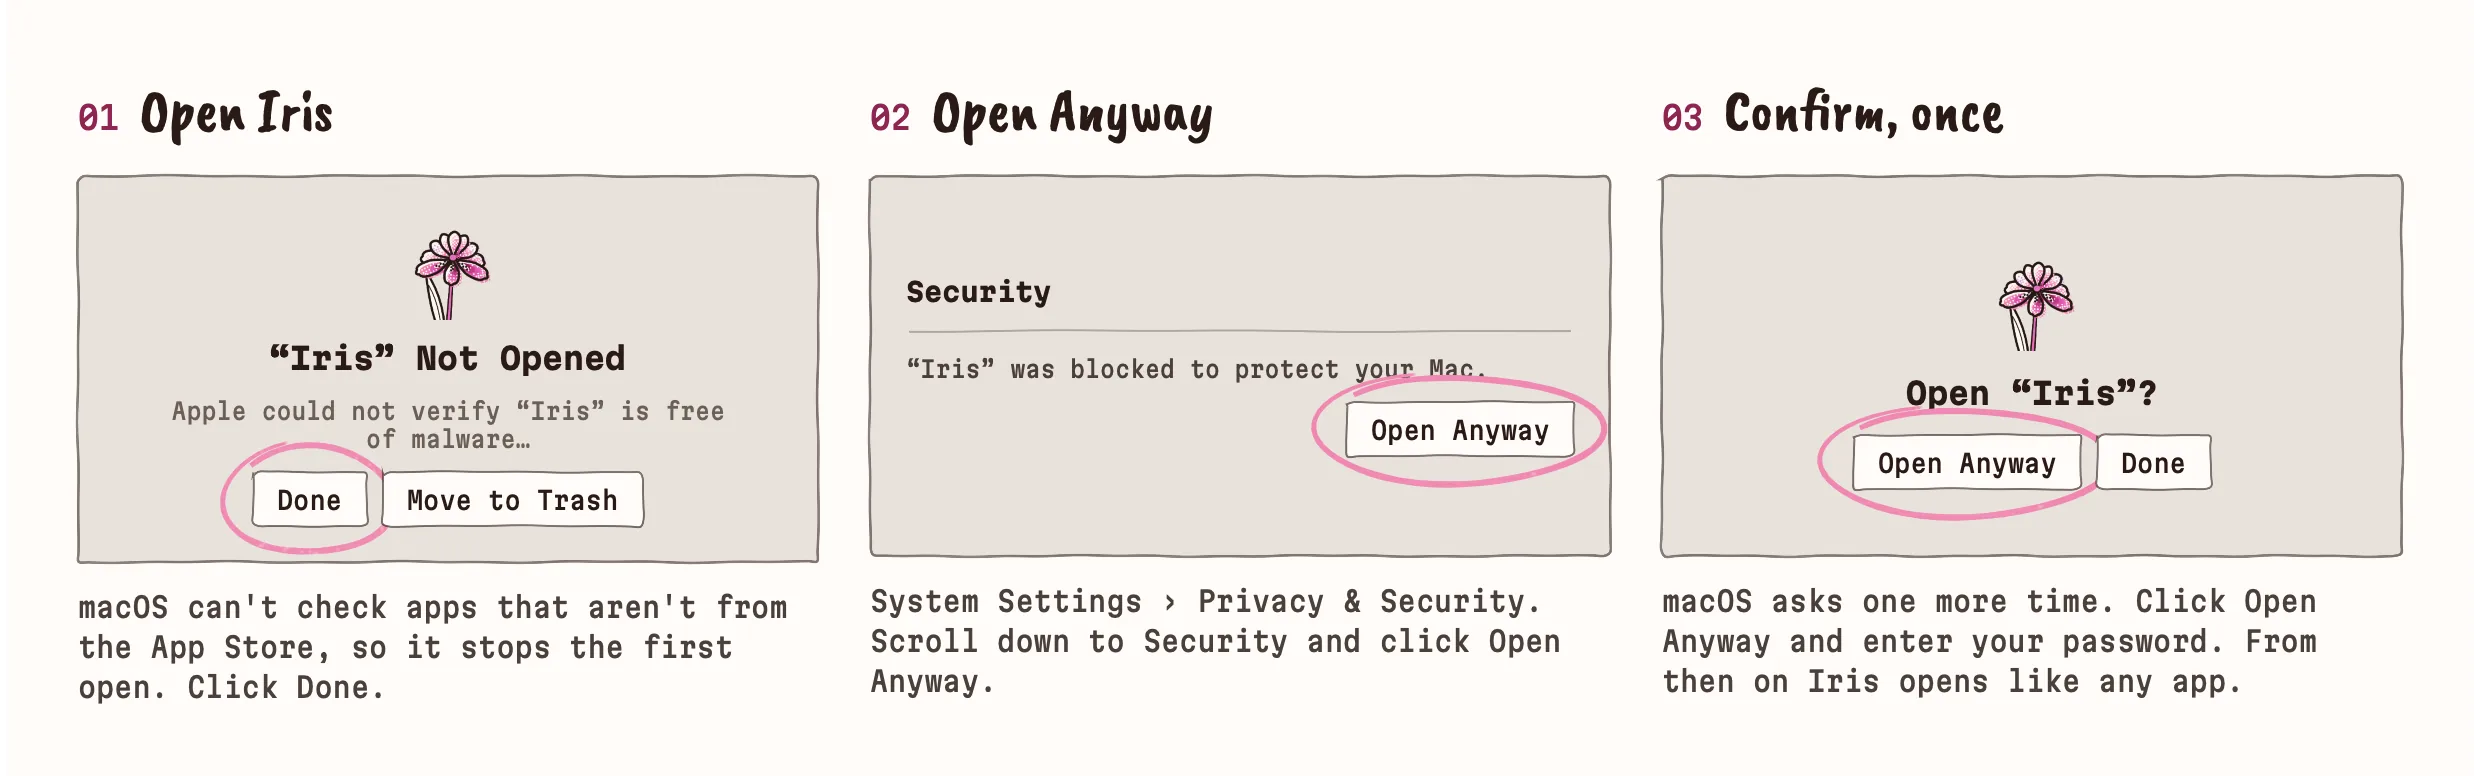 01 Open Iris
“Iris” Not Opened
Apple could not verify “Iris” is free
of malware…
Done
Move to Trash
macOS can't check apps that aren't from
the App Store, so it stops the first
open. Click Done.
02 Open Anyway
Security
“Iris” was blocked to protect your Mac.
Open Anyway
System Settings › Privacy & Security.
Scroll down to Security and click Open
Anyway.
03 Confirm, once
Open “Iris”?
Open Anyway
Done
macOS asks one more time. Click Open
Anyway and enter your password. From
then on Iris opens like any app.